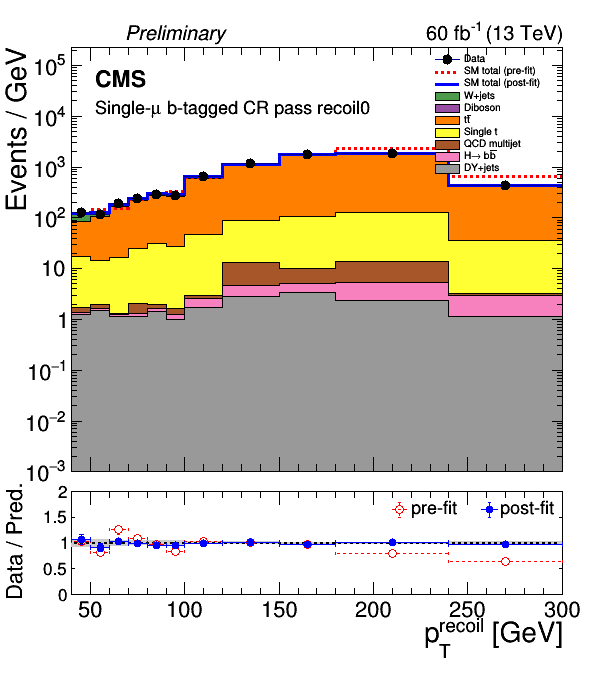 Preliminary 60 fb⁻¹ (13 TeV)
CMS
Single-μ b-tagged CR pass recoil0
Data
SM total (pre-fit)
SM total (post-fit)
W+jets
Diboson
tt̅
Single t
QCD multijet
H→ bb̅
DY+jets
Events / GeV
10⁵
10⁴
10³
10²
10
1
10⁻¹
10⁻²
10⁻³
pre-fit post-fit
Data / Pred.
2
1.5
1
0.5
0
50 100 150 200 250 300
p_T^recoil [GeV]